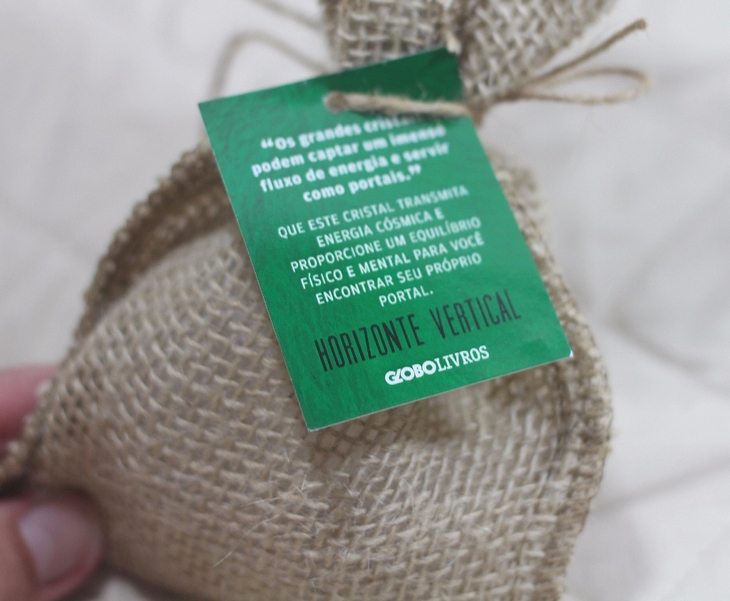 “Os grandes cristais
podem captar um imenso
fluxo de energia e servir
como portais.”
QUE ESTE CRISTAL TRANSMITA
ENERGIA CÓSMICA E
PROPORCIONE UM EQUILÍBRIO
FÍSICO E MENTAL PARA VOCÊ
ENCONTRAR SEU PRÓPRIO
PORTAL.
HORIZONTE VERTICAL
GLOBOLIVROS